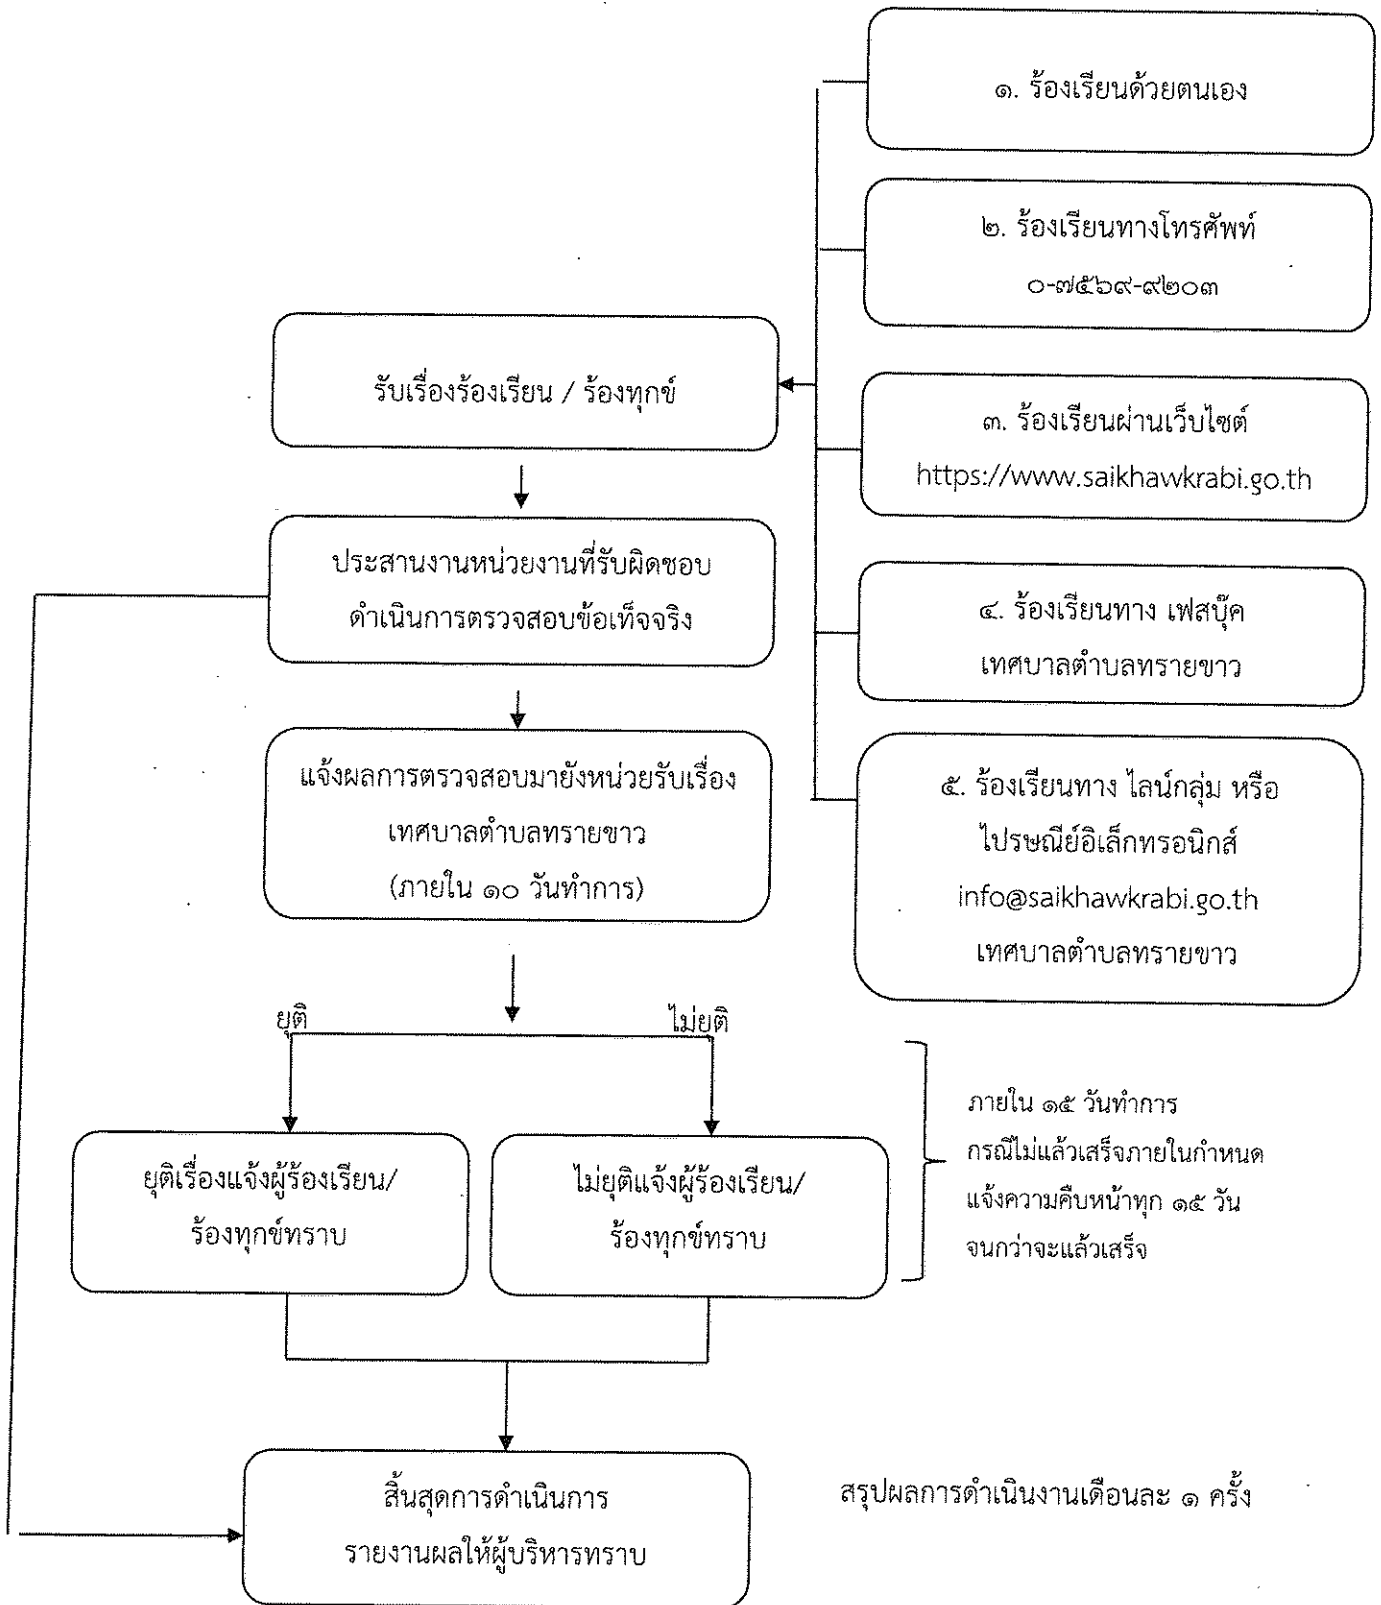 ๑. ร้องเรียนด้วยตนเอง
๒. ร้องเรียนทางโทรศัพท์
๐-๗๕๖๙-๙๒๐๓
รับเรื่องร้องเรียน / ร้องทุกข์
๓. ร้องเรียนผ่านเว็บไซต์
https://www.saikhawkrabi.go.th
ประสานงานหน่วยงานที่รับผิดชอบ
ดำเนินการตรวจสอบข้อเท็จจริง
๔. ร้องเรียนทาง เฟสบุ๊ค
เทศบาลตำบลทรายขาว
แจ้งผลการตรวจสอบมายังหน่วยรับเรื่อง
เทศบาลตำบลทรายขาว
(ภายใน ๑๐ วันทำการ)
๕. ร้องเรียนทาง ไลน์กลุ่ม หรือ
ไปรษณีย์อิเล็กทรอนิกส์
info@saikhawkrabi.go.th
เทศบาลตำบลทรายขาว
ยุติ
ไม่ยุติ
ยุติเรื่องแจ้งผู้ร้องเรียน/
ร้องทุกข์ทราบ
ไม่ยุติแจ้งผู้ร้องเรียน/
ร้องทุกข์ทราบ
ภายใน ๑๕ วันทำการ
กรณีไม่แล้วเสร็จภายในกำหนด
แจ้งความคืบหน้าทุก ๑๕ วัน
จนกว่าจะแล้วเสร็จ
สิ้นสุดการดำเนินการ
รายงานผลให้ผู้บริหารทราบ
สรุปผลการดำเนินงานเดือนละ ๑ ครั้ง